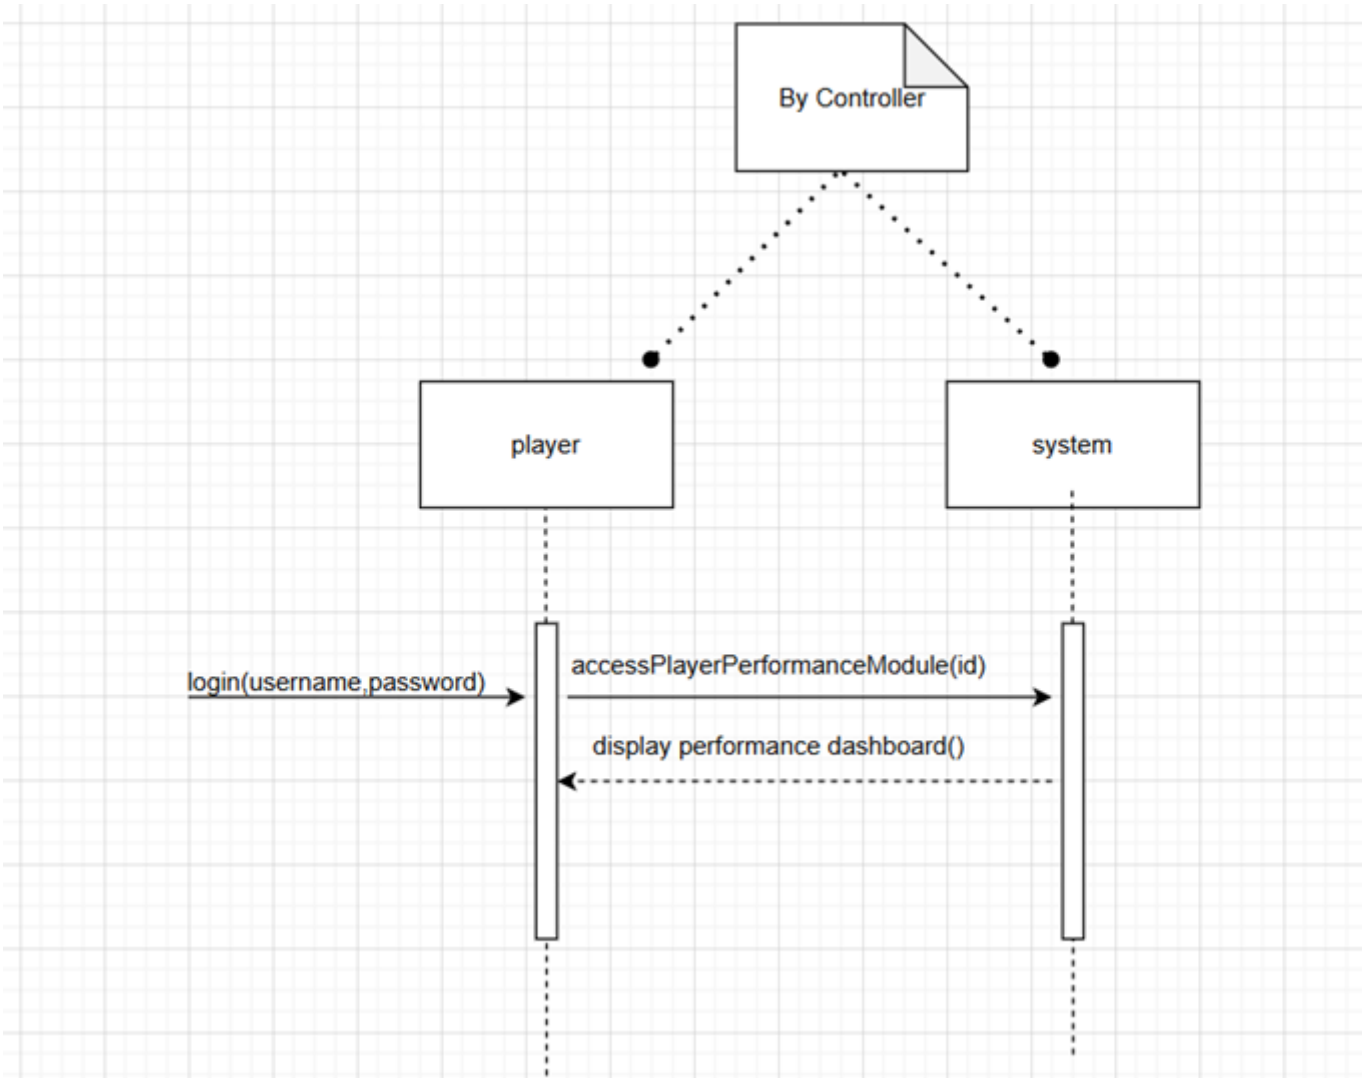 By Controller
player
system
login(username,password)
accessPlayerPerformanceModule(id)
display performance dashboard()